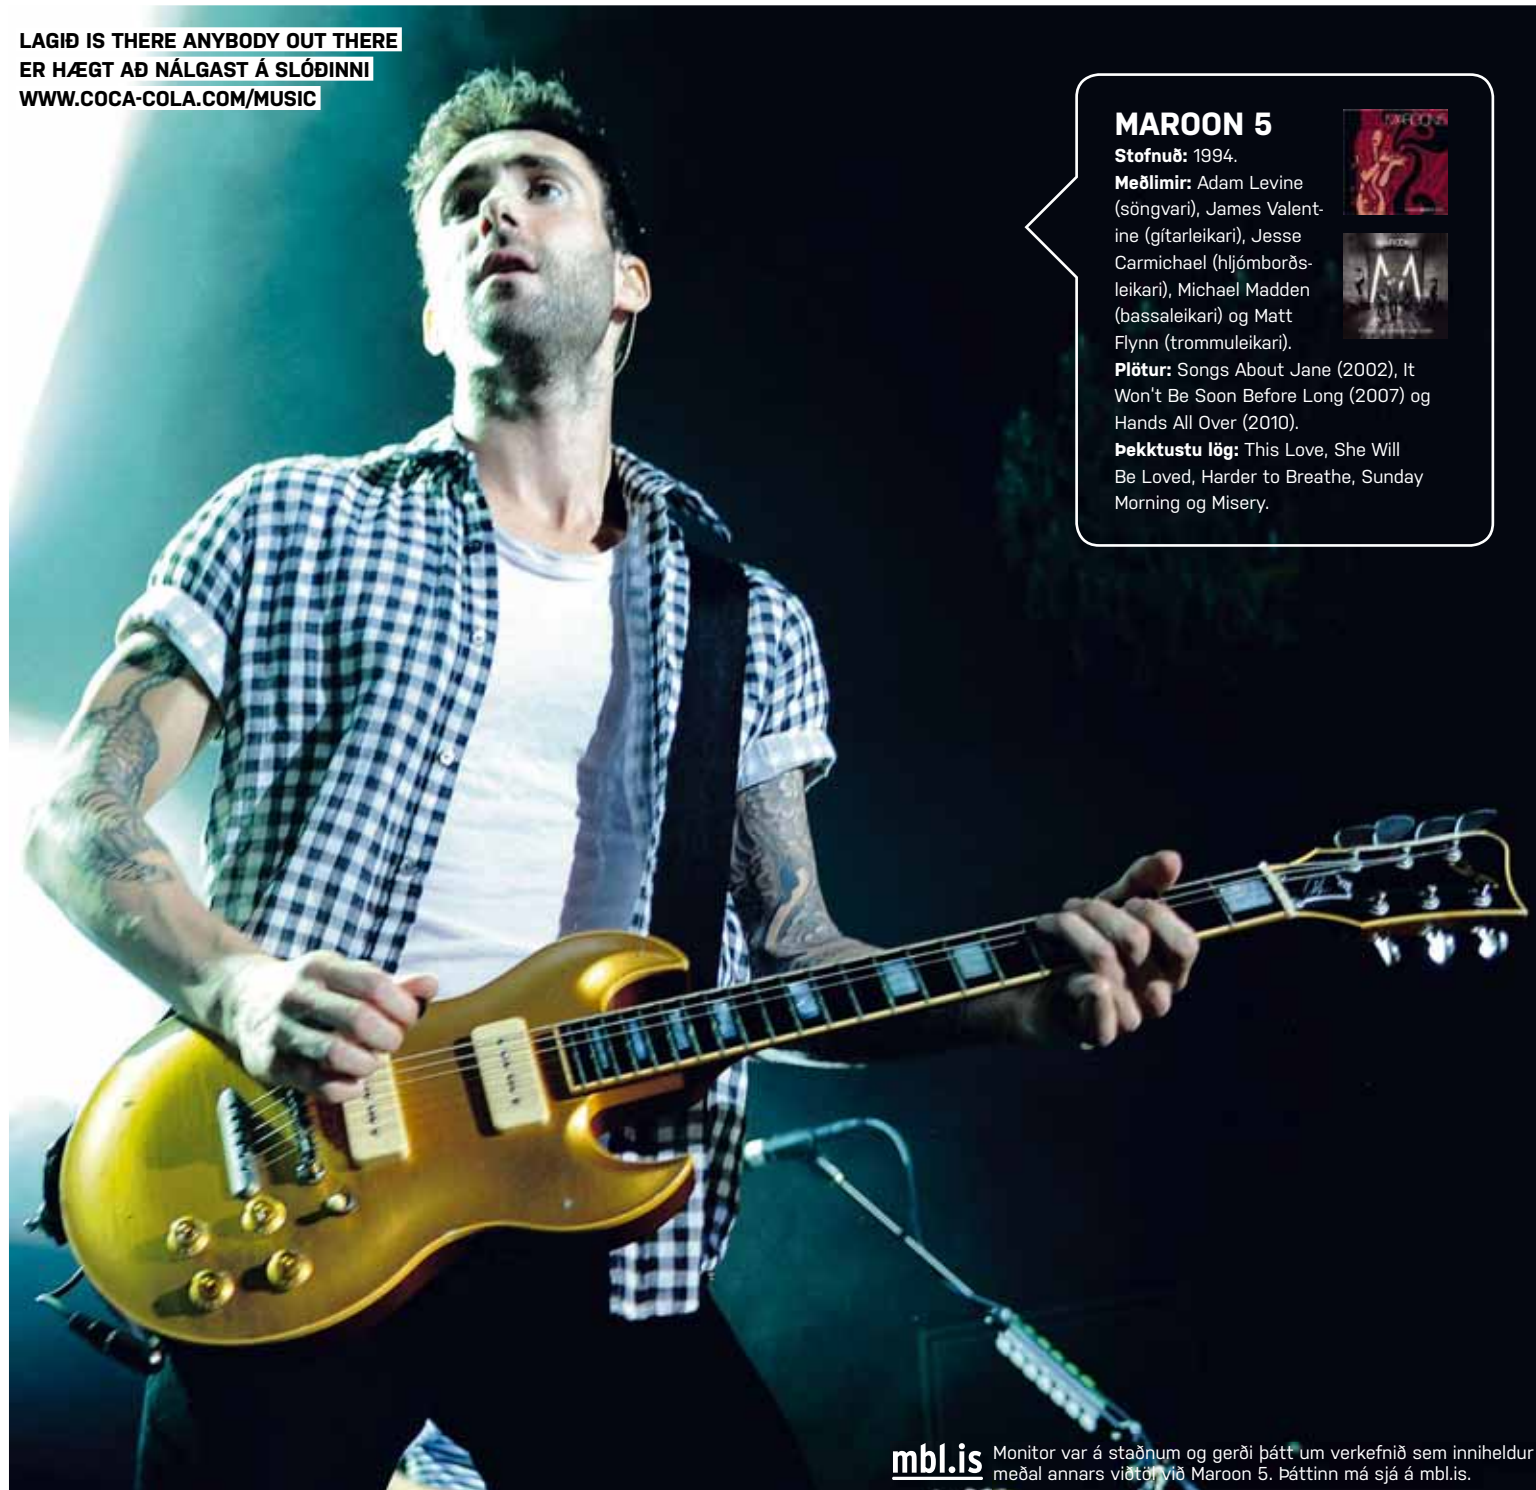 LAGIÐ IS THERE ANYBODY OUT THERE
ER HÆGT AÐ NÁLGAST Á SLÓÐINNI
WWW.COCA-COLA.COM/MUSIC
MAROON 5
Stofnuð: 1994.
Meðlimir: Adam Levine
(söngvari), James Valent-
ine (gítarleikari), Jesse
Carmichael (hljómborðs-
leikari), Michael Madden
(bassaleikari) og Matt
Flynn (trommuleikari).
Plötur: Songs About Jane (2002), It
Won't Be Soon Before Long (2007) og
Hands All Over (2010).
Þekktustu lög: This Love, She Will
Be Loved, Harder to Breathe, Sunday
Morning og Misery.
mbl.is Monitor var á staðnum og gerði þátt um verkefnið sem inniheldur
meðal annars viðtöl við Maroon 5. Þáttinn má sjá á mbl.is.